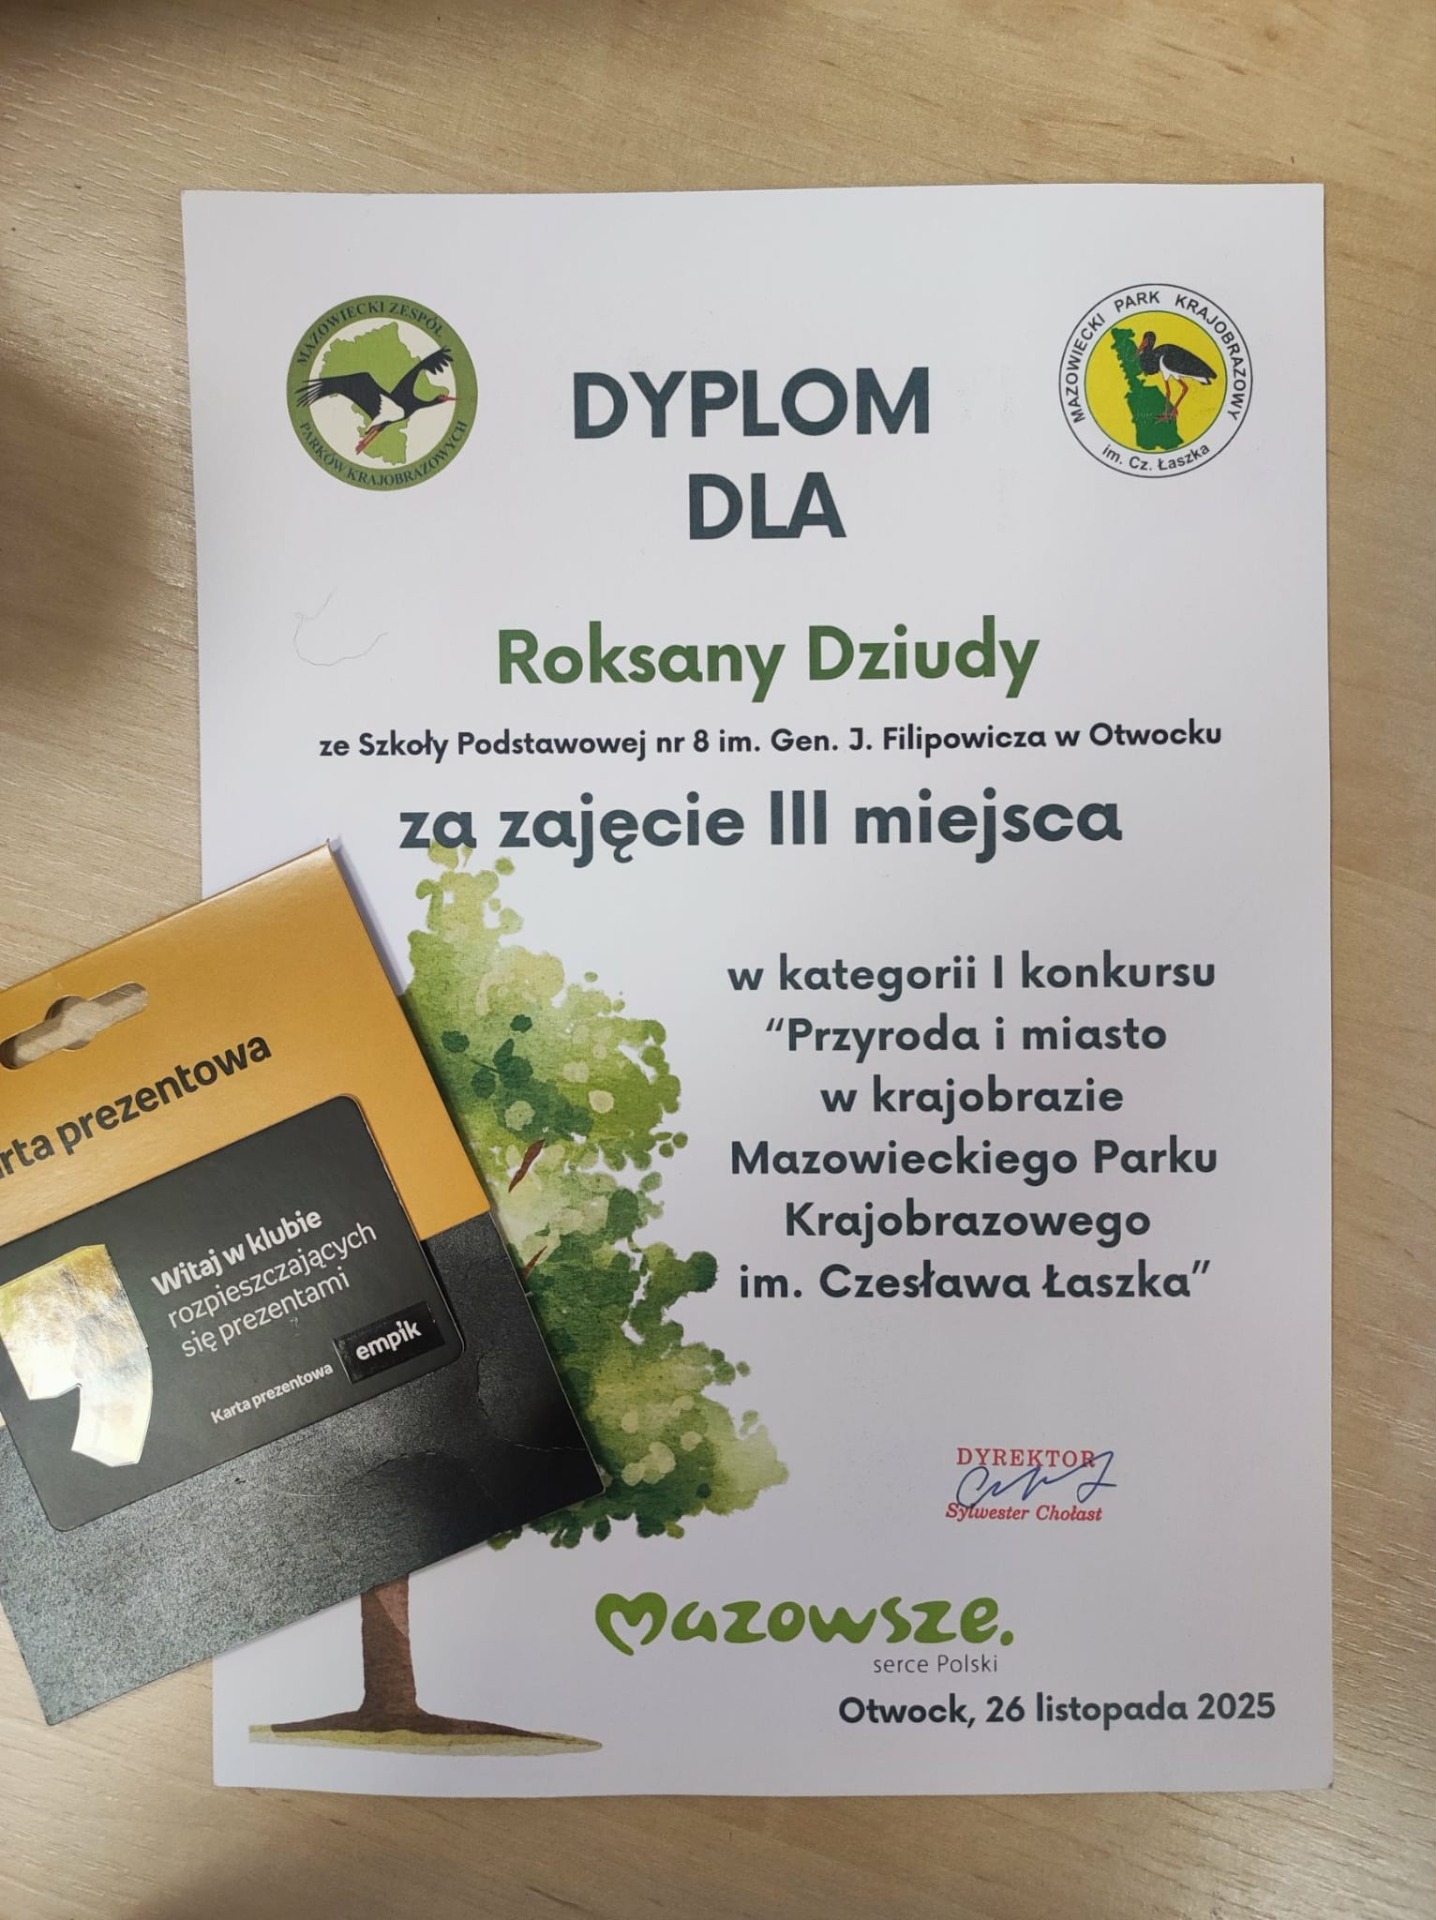 MAZOWIECKI ZESPÓŁ
PARKÓW KRAJOBRAZOWYCH
MAZOWIECKI PARK KRAJOBRAZOWY
im. Cz. Łaszka
DYPLOM
DLA
Roksany Dziudy
ze Szkoły Podstawowej nr 8 im. Gen. J. Filipowicza w Otwocku
za zajęcie III miejsca
w kategorii I konkursu
“Przyroda i miasto
w krajobrazie
Mazowieckiego Parku
Krajobrazowego
im. Czesława Łaszka”
prezentowa
Witaj w klubie
rozpieszczających
się prezentami
Karta prezentowa empik
DYREKTOR
Sylwester Chołast
Mazowsze.
serce Polski
Otwock, 26 listopada 2025